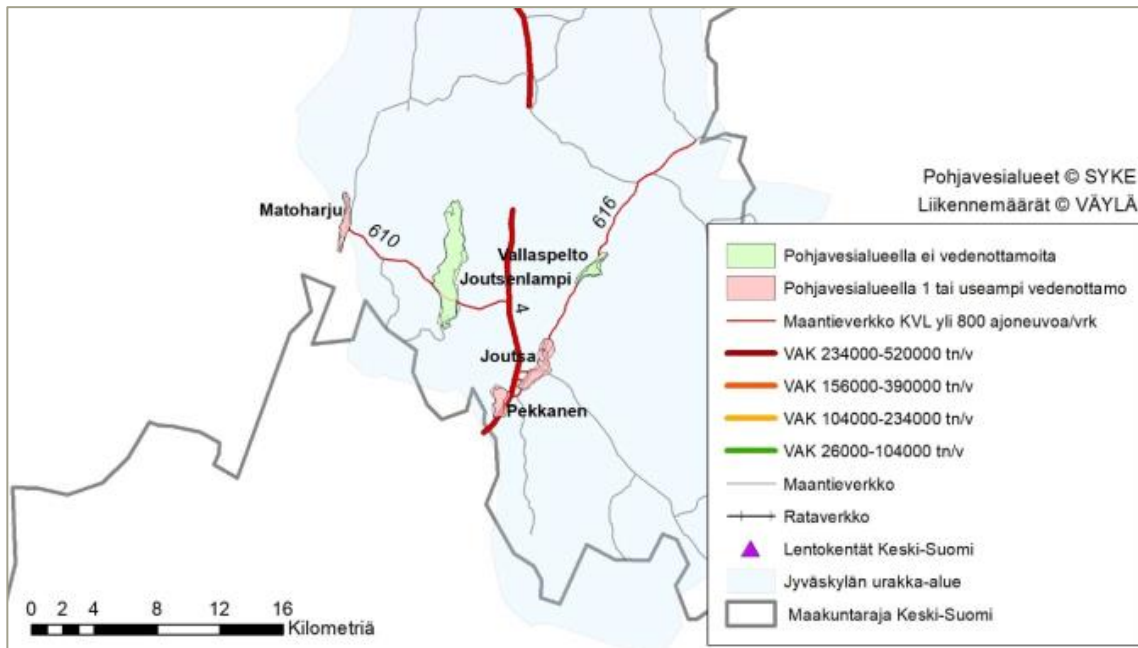 Pohjavesialueet © SYKE
Liikennemäärät © VÄYLÄ
Matoharju
610
616
Vallaspelto
Joutsenlampi
4
Joutsa
Pekkanen
Pohjavesialueella ei vedenottamoita
Pohjavesialueella 1 tai useampi vedenottamo
Maantieverkko KVL yli 800 ajoneuvoa/vrk
VAK 234000-520000 tn/v
VAK 156000-390000 tn/v
VAK 104000-234000 tn/v
VAK 26000-104000 tn/v
Maantieverkko
Rataverkko
Lentokentät Keski-Suomi
Jyväskylän urakka-alue
Maakuntaraja Keski-Suomi
0 2 4 8 12 16
Kilometriä